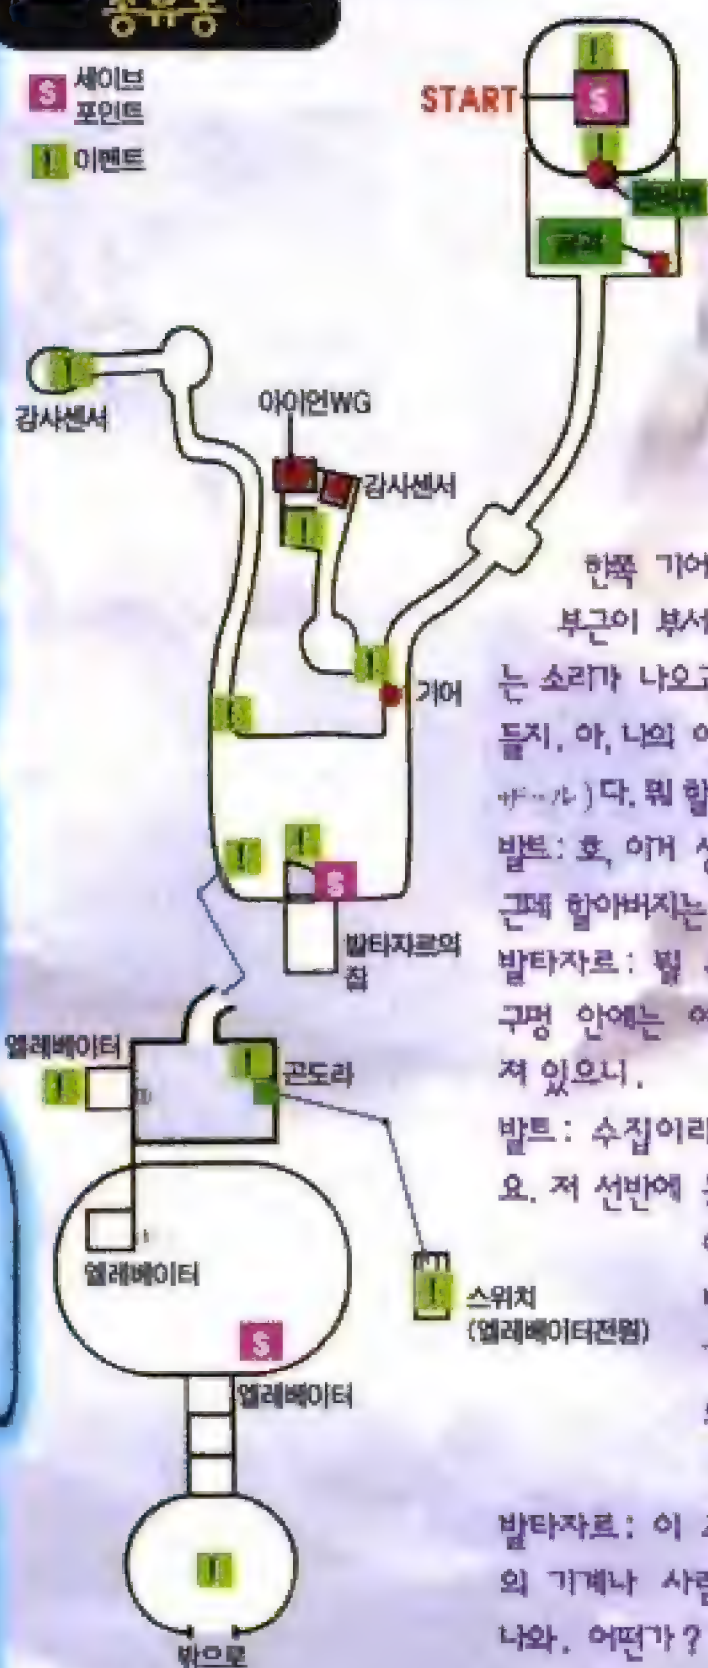 종유동
S 세이브
포인트
! 이벤트
START
S
감사센서
아이언WG
감사센서
기어
S
발타자르의
집
엘레베이터
곤도라
엘레베이터
스위치
(엘레베이터전원)
S
엘레베이터
밖으로
한쪽 기어
부근이 부서
는 소리가 나오고
들지. 아, 나의 이
)다. 뭐 할
발트: 호, 이거
근데 할아버지는
발타자르:
구멍 안에는
져 있으니.
발트: 수집이라
요. 저 선반에
발타자르: 이
의 기계나 사람
나와. 어떤가?